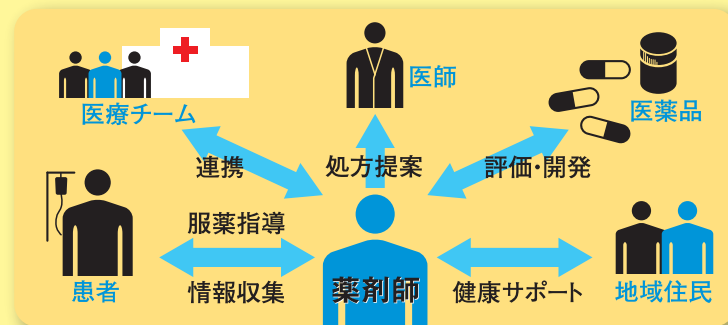 医師
医療チーム
医薬品
連携
処方提案
評価・開発
服薬指導
患者
情報収集
薬剤師
健康サポート
地域住民